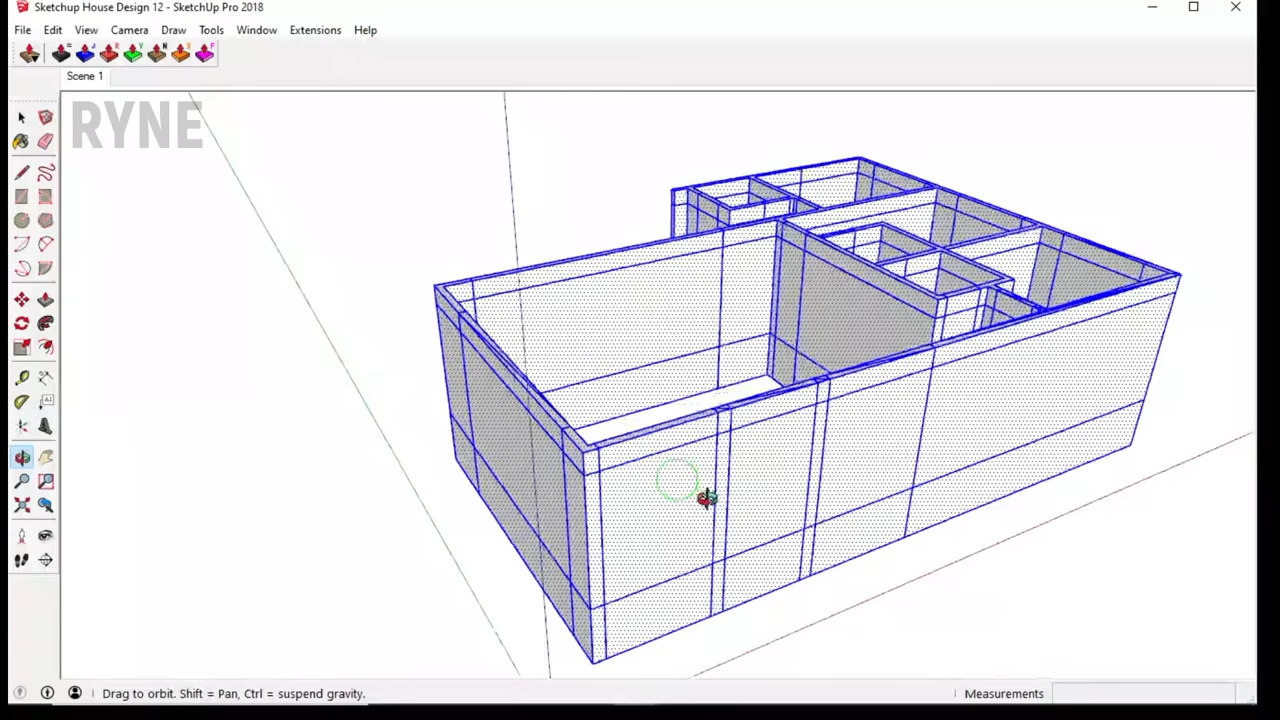 Sketchup House Design 12 - SketchUp Pro 2018
File Edit View Camera Draw Tools Window Extensions Help
Scene 1
RYNE
Drag to orbit. Shift = Pan, Ctrl = suspend gravity.
Measurements